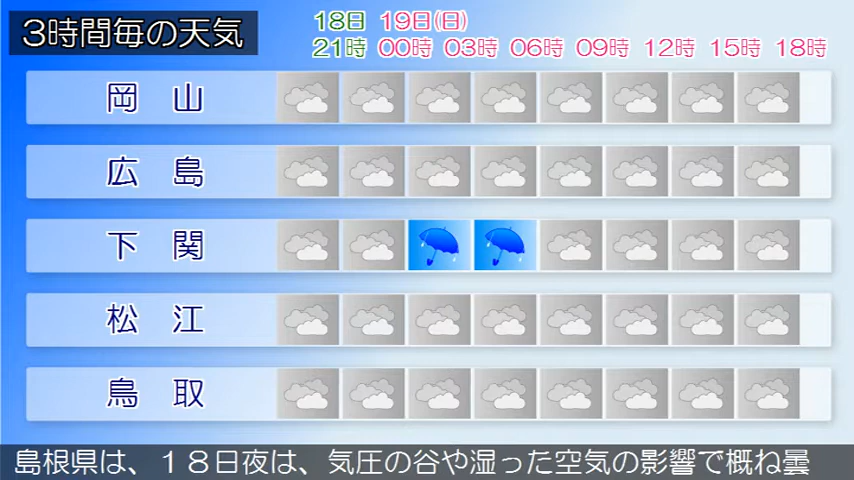 3時間毎の天気
18日 19日(日)
21時 00時 03時 06時 09時 12時 15時 18時
岡 山
広 島
下 関
松 江
鳥 取
島根県は、１８日夜は、気圧の谷や湿った空気の影響で概ね曇